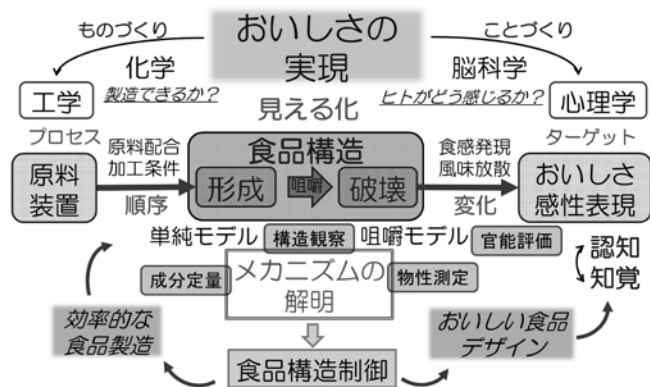 ものづくり
おいしさの
実現
ことづくり
化学
脳科学
工学
製造できるか?
ヒトがどう感じるか?
心理学
見える化
プロセス
ターゲット
原料
装置
原料配合
加工条件
順序
食品構造
形成
咀嚼
破壊
食感発現
風味放散
変化
おいしさ
感性表現
単純モデル
構造観察
咀嚼モデル
官能評価
成分定量
メカニズムの
解明
物性測定
認知
知覚
効率的な
食品製造
おいしい食品
デザイン
食品構造制御